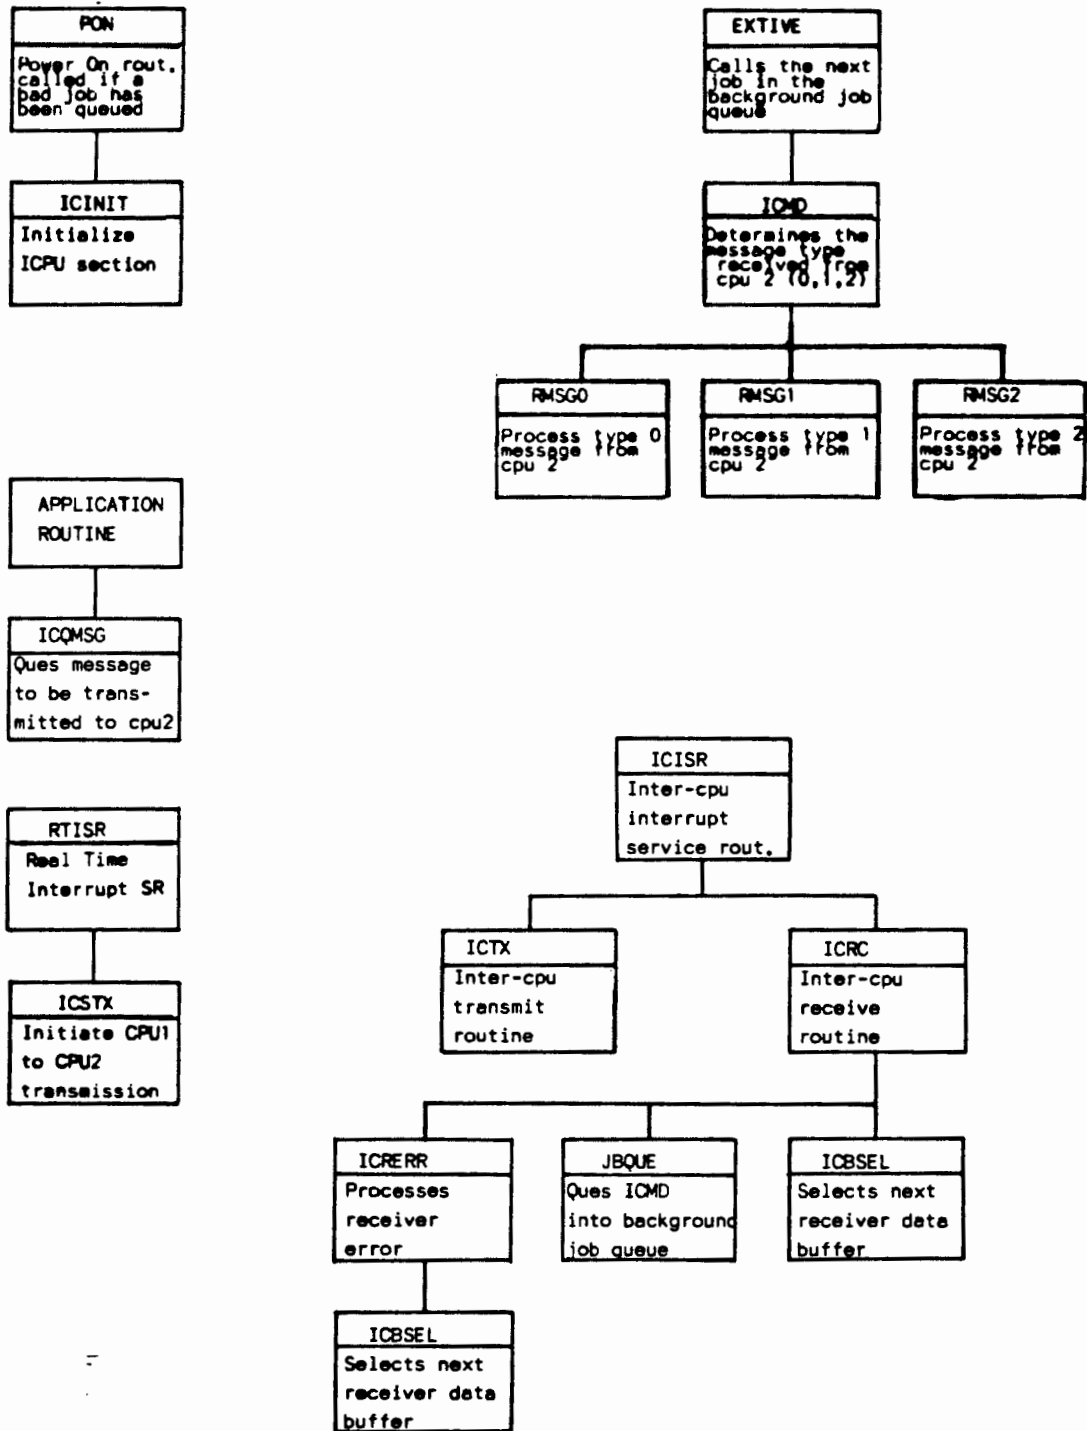 PON
Power On rout.
called if a
bad job has
been queued
EXTIVE
Calls the next
job in the
background job
queue
ICINIT
Initialize
ICPU section
ICMD
Determines the
message type
received from
cpu 2 (0,1,2)
RMSG0
Process type 0
message from
cpu 2
RMSG1
Process type 1
message from
cpu 2
RMSG2
Process type 2
message from
cpu 2
APPLICATION
ROUTINE
ICQMSG
Ques message
to be trans-
mitted to cpu2
RTISR
Real Time
Interrupt SR
ICSTX
Initiate CPU1
to CPU2
transmission
ICISR
Inter-cpu
interrupt
service rout.
ICTX
Inter-cpu
transmit
routine
ICRC
Inter-cpu
receive
routine
ICRERR
Processes
receiver
error
JBQUE
Ques ICMD
into background
job queue
ICBSEL
Selects next
receiver data
buffer
ICBSEL
Selects next
receiver data
buffer